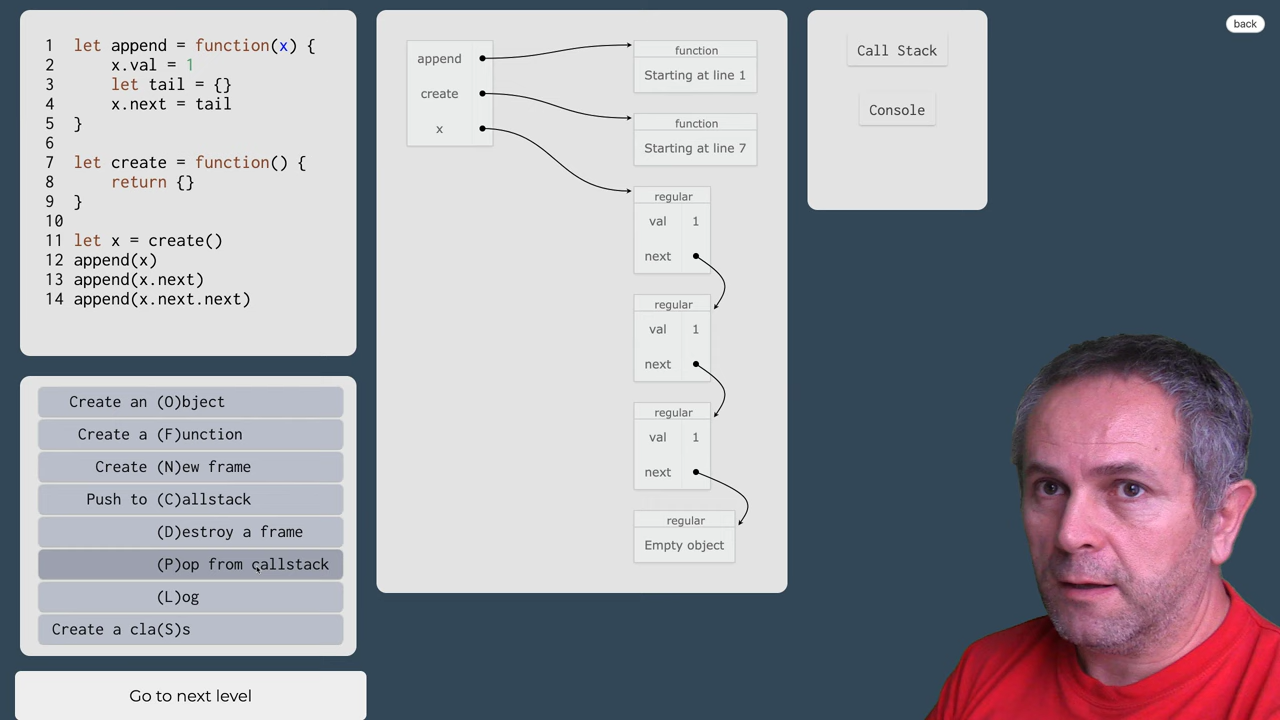 back
1 let append = function(x) {
2 x.val = 1
3 let tail = {}
4 x.next = tail
5 }
6
7 let create = function() {
8 return {}
9 }
10
11 let x = create()
12 append(x)
13 append(x.next)
14 append(x.next.next)
Create an (O)bject
Create a (F)unction
Create (N)ew frame
Push to (C)allstack
(D)estroy a frame
(P)op from callstack
(L)og
Create a cla(S)s
Go to next level
append
create
x
function
Starting at line 1
function
Starting at line 7
regular
val 1
next
regular
val 1
next
regular
val 1
next
regular
Empty object
Call Stack
Console